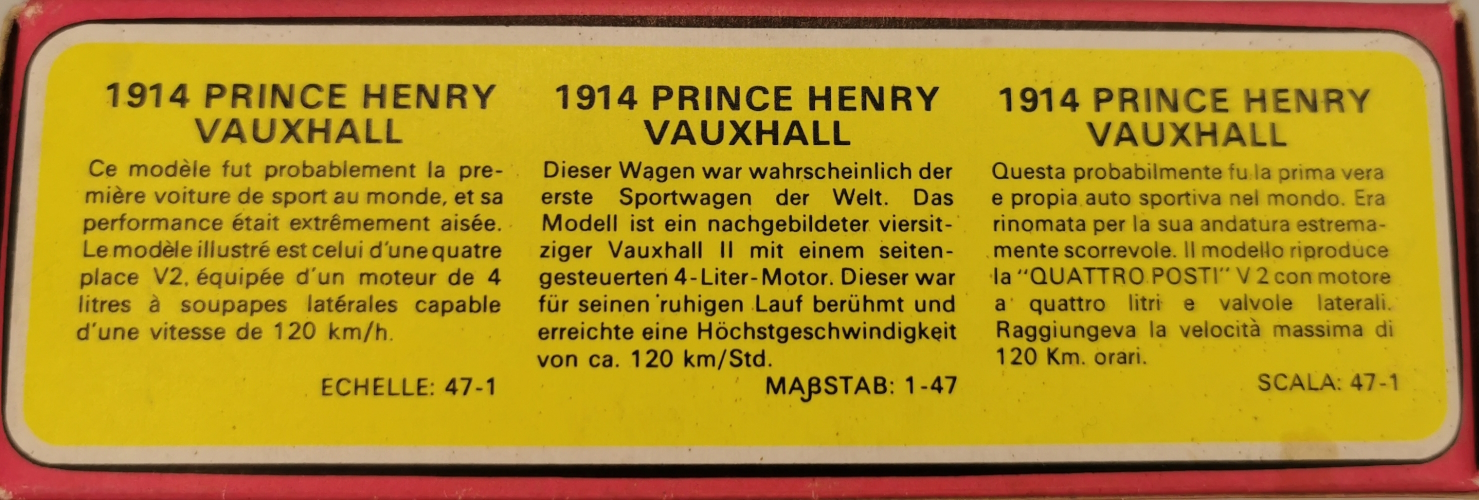 1914 PRINCE HENRY
VAUXHALL
Ce modèle fut probablement la pre-
mière voiture de sport au monde, et sa
performance était extrêmement aisée.
Le modèle illustré est celui d'une quatre
place V2, équipée d'un moteur de 4
litres à soupapes latérales capable
d'une vitesse de 120 km/h.
ECHELLE: 47-1
1914 PRINCE HENRY
VAUXHALL
Dieser Wagen war wahrscheinlich der
erste Sportwagen der Welt. Das
Modell ist ein nachgebildeter viersit-
ziger Vauxhall II mit einem seiten-
gesteuerten 4-Liter-Motor. Dieser war
für seinen ruhigen Lauf berühmt und
erreichte eine Höchstgeschwindigkeit
von ca. 120 km/Std.
MAßSTAB: 1-47
1914 PRINCE HENRY
VAUXHALL
Questa probabilmente fu la prima vera
e propia auto sportiva nel mondo. Era
rinomata per la sua andatura estrema-
mente scorrevole. Il modello riproduce
la "QUATTRO POSTI" V 2 con motore
a quattro litri e valvole laterali.
Raggiungeva la velocità massima di
120 Km. orari.
SCALA: 47-1